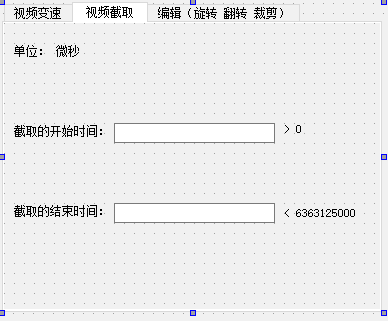 视频变速 视频截取 编辑（旋转 翻转 裁剪）
单位： 微秒
截取的开始时间： > 0
截取的结束时间： < 6363125000